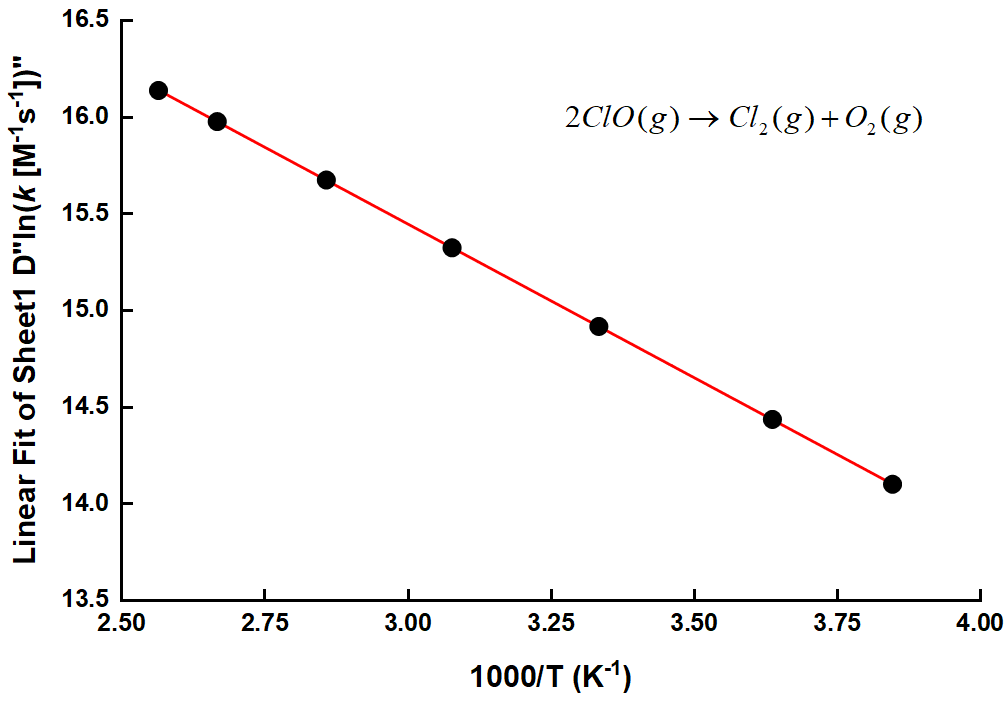 16.5
16.0
15.5
15.0
14.5
14.0
13.5
Linear Fit of Sheet1 D"ln(k [M⁻¹s⁻¹])"
2ClO(g) → Cl₂(g) + O₂(g)
2.50 2.75 3.00 3.25 3.50 3.75 4.00
1000/T (K⁻¹)